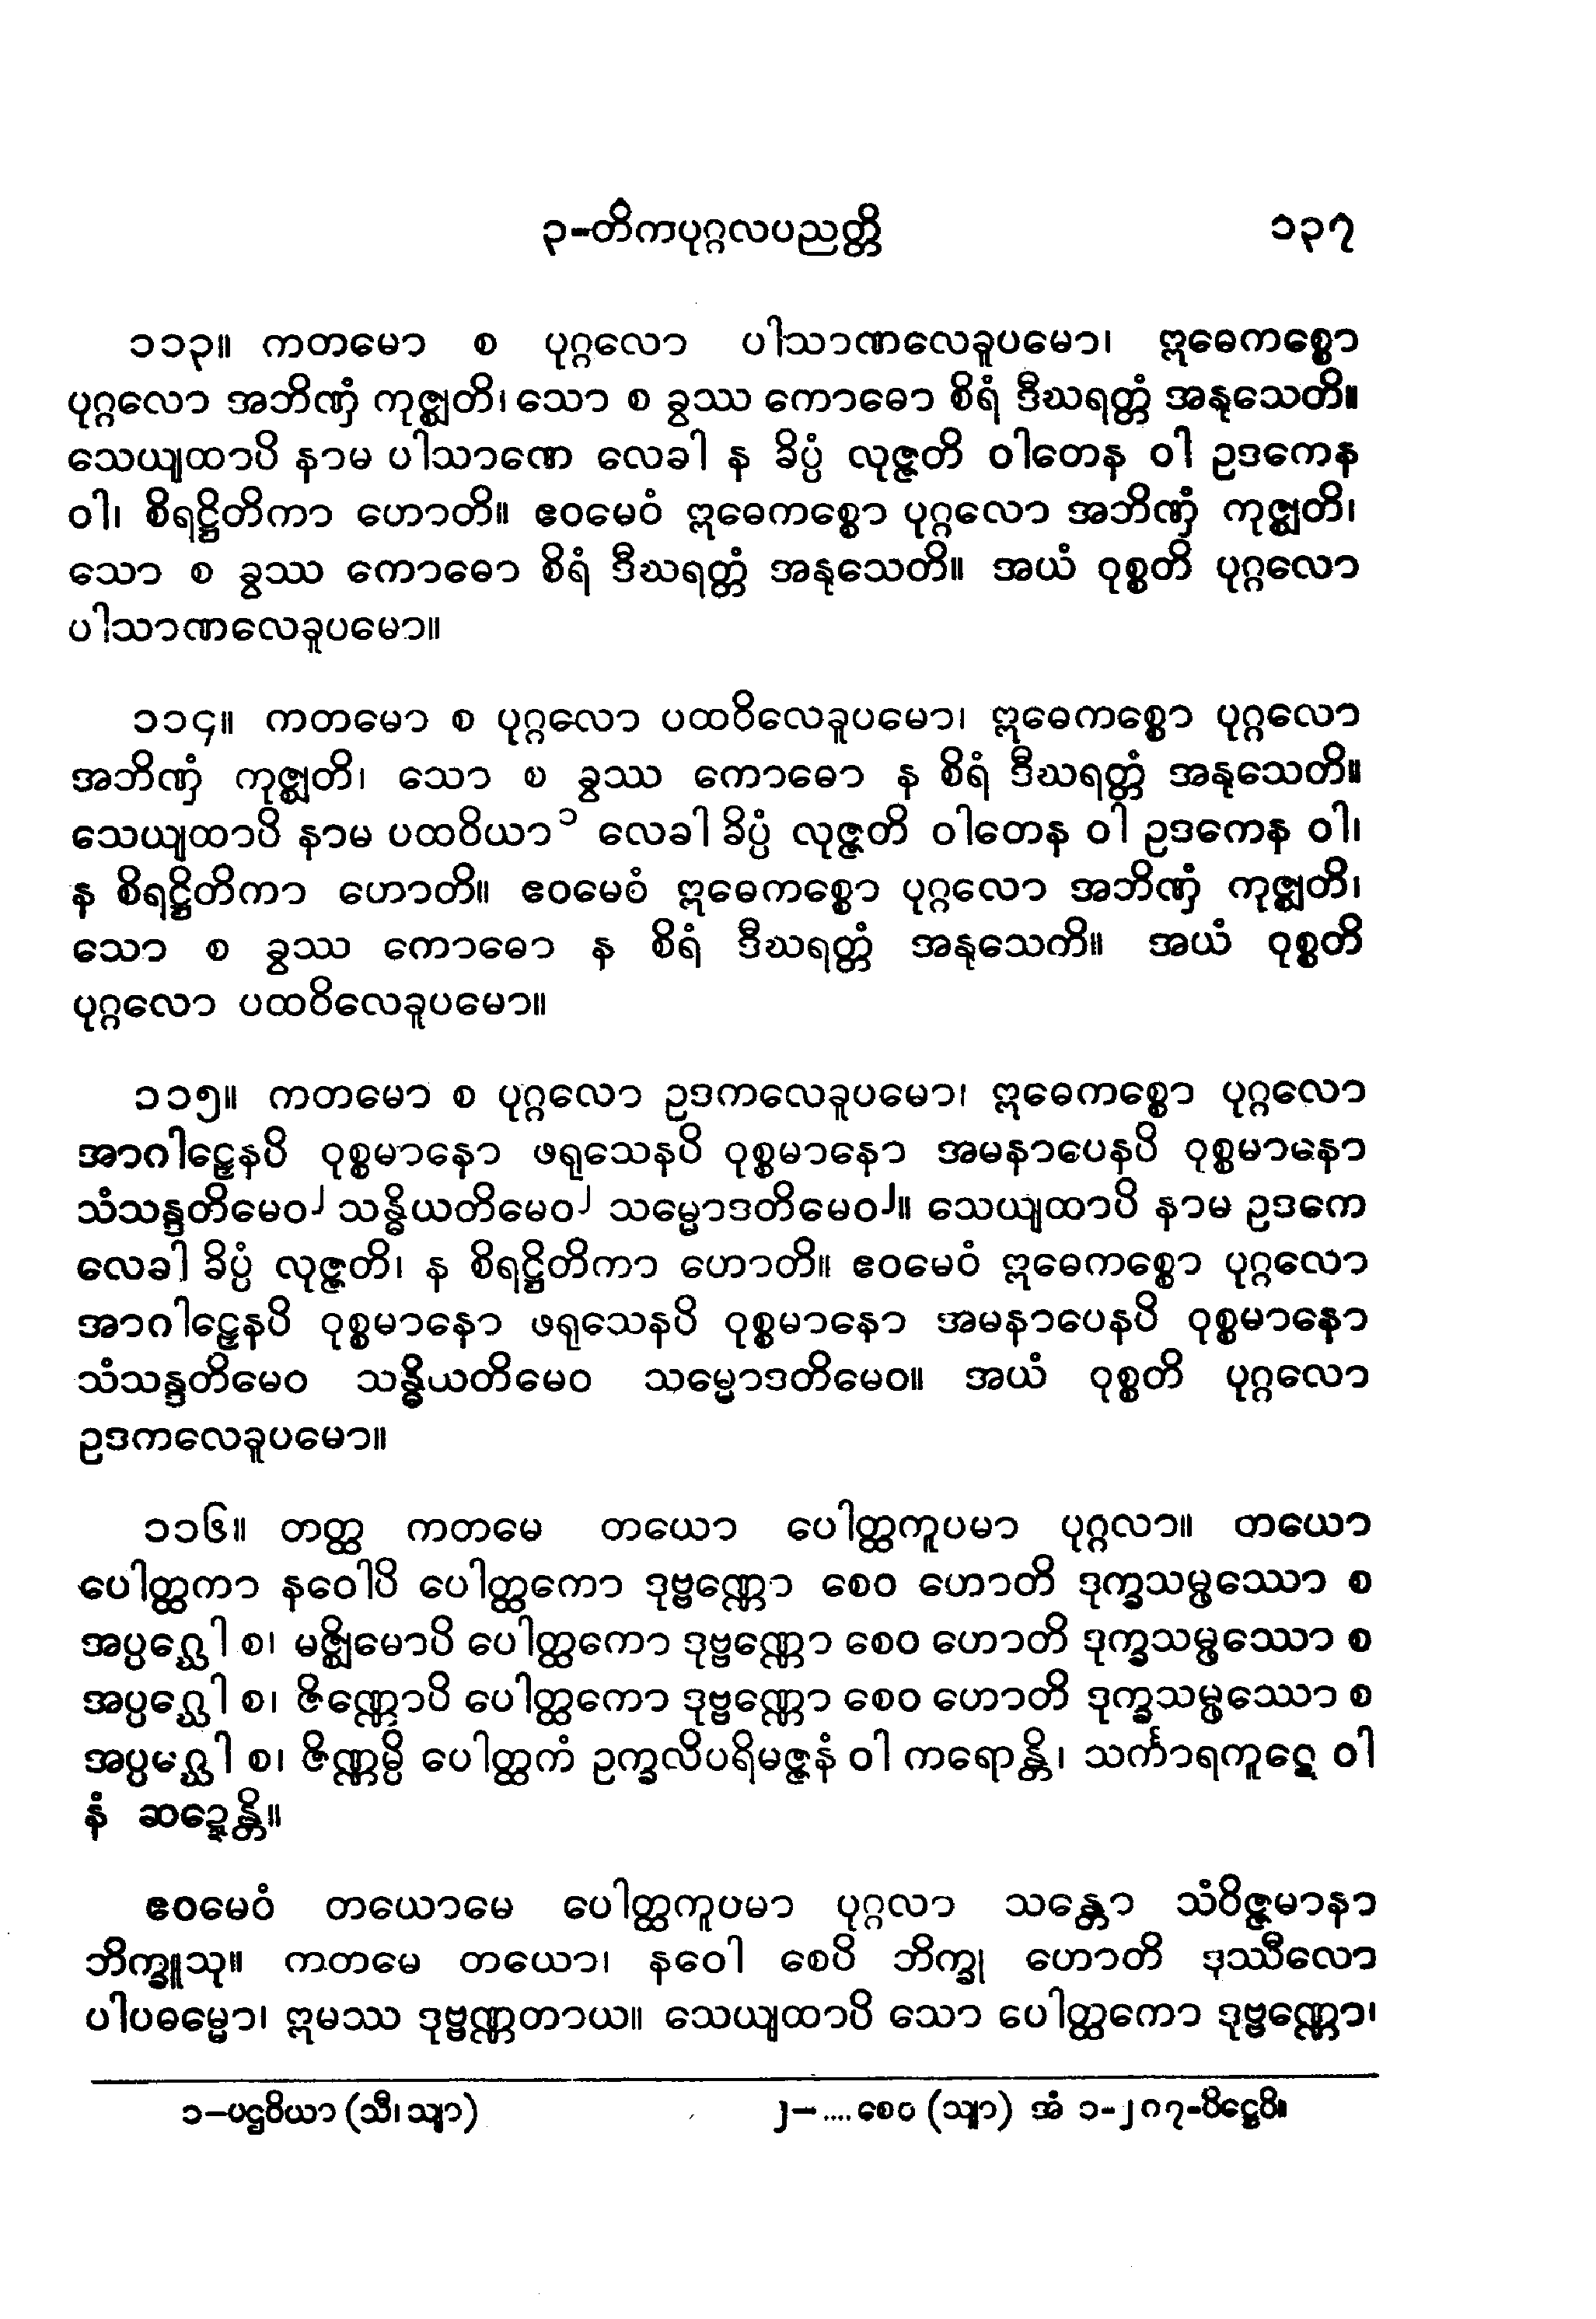 ၃-တိကပုဂ္ဂလပညတ္တိ ၁၃၇
၁၁၃။ ကတမော စ ပုဂ္ဂလော ပါသာဏလေခူပမော၊ ဣဓေကစ္စော
ပုဂ္ဂလော အဘိဏှံ ကုဇ္ဈတိ၊ သော စ ခွဿ ကောဓော စိရံ ဒီဃရတ္တံ အနုသေတိ။
သေယျထာပိ နာမ ပါသာဏေ လေခါ န ခိပ္ပံ လုဇ္ဇတိ ဝါတေန ဝါ ဥဒကေန
ဝါ၊ စိရဋ္ဌိတိကာ ဟောတိ။ ဧဝမေဝံ ဣဓေကစ္စော ပုဂ္ဂလော အဘိဏှံ ကုဇ္ဈတိ၊
သော စ ခွဿ ကောဓော စိရံ ဒီဃရတ္တံ အနုသေတိ။ အယံ ဝုစ္စတိ ပုဂ္ဂလော
ပါသာဏလေခူပမော။
၁၁၄။ ကတမော စ ပုဂ္ဂလော ပထဝိလေခူပမော၊ ဣဓေကစ္စော ပုဂ္ဂလော
အဘိဏှံ ကုဇ္ဈတိ၊ သော စ ခွဿ ကောဓော န စိရံ ဒီဃရတ္တံ အနုသေတိ။
သေယျထာပိ နာမ ပထဝိယာ ၁ လေခါ ခိပ္ပံ လုဇ္ဇတိ ဝါတေန ဝါ ဥဒကေန ဝါ၊
န စိရဋ္ဌိတိကာ ဟောတိ။ ဧဝမေဝံ ဣဓေကစ္စော ပုဂ္ဂလော အဘိဏှံ ကုဇ္ဈတိ၊
သော စ ခွဿ ကောဓော န စိရံ ဒီဃရတ္တံ အနုသေတိ။ အယံ ဝုစ္စတိ
ပုဂ္ဂလော ပထဝိလေခူပမော။
၁၁၅။ ကတမော စ ပုဂ္ဂလော ဥဒကလေခူပမော၊ ဣဓေကစ္စော ပုဂ္ဂလော
အာဂါဠှေနပိ ဝုစ္စမာနော ဖရုသေနပိ ဝုစ္စမာနော အမနာပေနပိ ဝုစ္စမာနော
သံသန္ဒတိမေဝ၂ သန္ဓိယတိမေဝ၂ သမ္မောဒတိမေဝ၂။ သေယျထာပိ နာမ ဥဒကေ
လေခါ ခိပ္ပံ လုဇ္ဇတိ၊ န စိရဋ္ဌိတိကာ ဟောတိ။ ဧဝမေဝံ ဣဓေကစ္စော ပုဂ္ဂလော
အာဂါဠှေနပိ ဝုစ္စမာနော ဖရုသေနပိ ဝုစ္စမာနော အမနာပေနပိ ဝုစ္စမာနော
သံသန္ဒတိမေဝ သန္ဓိယတိမေဝ သမ္မောဒတိမေဝ။ အယံ ဝုစ္စတိ ပုဂ္ဂလော
ဥဒကလေခူပမော။
၁၁၆။ တတ္ထ ကတမေ တယော ပေါတ္ထကူပမာ ပုဂ္ဂလာ။ တယော
ပေါတ္ထကာ နဝေါပိ ပေါတ္ထကော ဒုဗ္ဗဏ္ဏော စေဝ ဟောတိ ဒုက္ခသမ္ဖဿော စ
အပ္ပဂ္ဃေါ စ၊ မဇ္ဈိမောပိ ပေါတ္ထကော ဒုဗ္ဗဏ္ဏော စေဝ ဟောတိ ဒုက္ခသမ္ဖဿော စ
အပ္ပဂ္ဃေါ စ၊ ဇိဏ္ဏောပိ ပေါတ္ထကော ဒုဗ္ဗဏ္ဏော စေဝ ဟောတိ ဒုက္ခသမ္ဖဿော စ
အပ္ပဂ္ဃေါ စ၊ ဇိဏ္ဏမ္ပိ ပေါတ္ထကံ ဥက္ခလိပရိမဇ္ဇနံ ဝါ ကရောန္တိ၊ သင်္ကာရကူဋေ ဝါ
နံ ဆဍ္ဍေန္တိ။
ဧဝမေဝံ တယောမေ ပေါတ္ထကူပမာ ပုဂ္ဂလာ သန္တော သံဝိဇ္ဇမာနာ
ဘိက္ခူသု။ ကတမေ တယော၊ နဝေါ စေပိ ဘိက္ခု ဟောတိ ဒုဿီလော
ပါပဓမ္မော၊ ဣမဿ ဒုဗ္ဗဏ္ဏတာယ။ သေယျထာပိ သော ပေါတ္ထကော ဒုဗ္ဗဏ္ဏော၊
၁-ပဌဝိယာ (သီ၊ သျာ) ၂-....စေဝ (သျာ) အံ ၁-၂၈၇-ပိဋ္ဌေပိ။